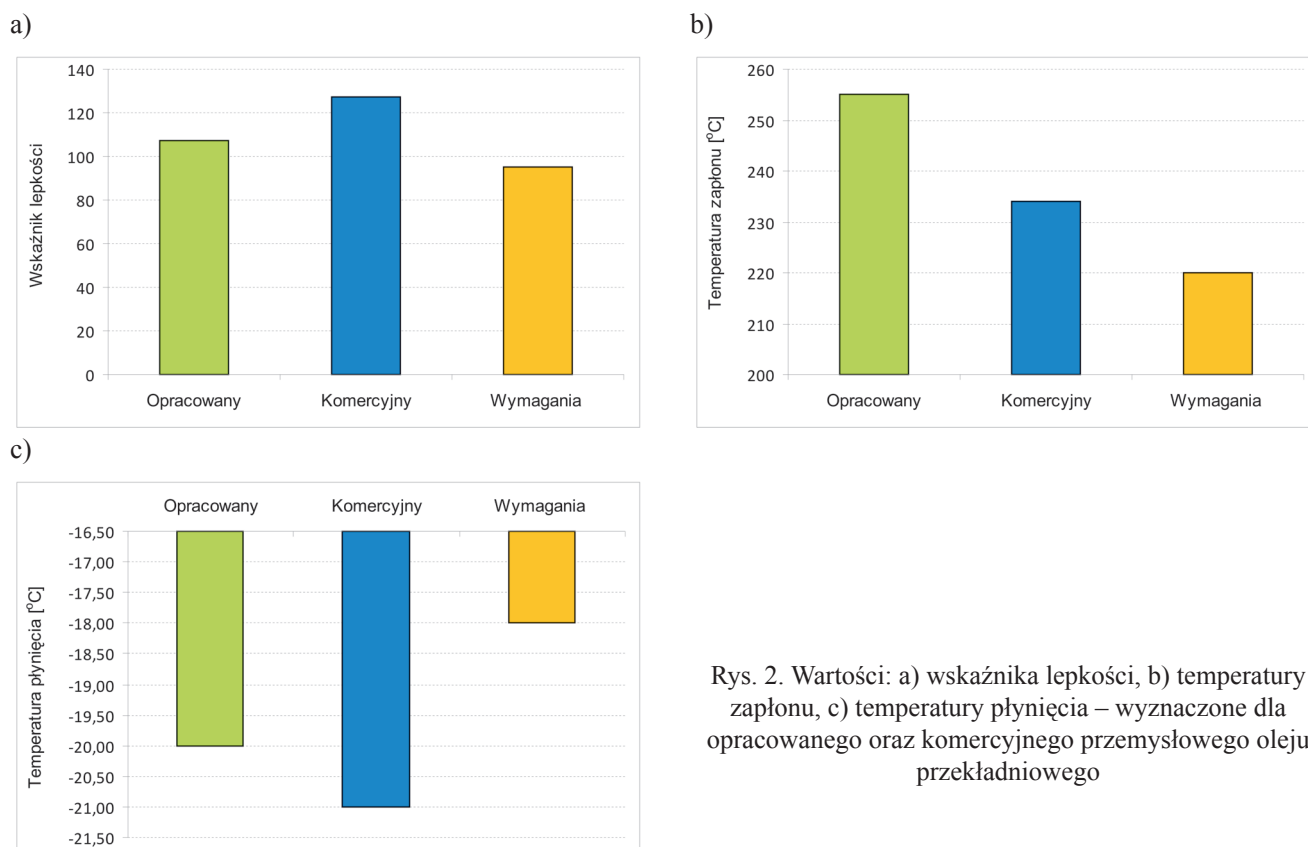 a)
140
120
100
80
60
40
20
0
Wskaźnik lepkości
Opracowany
Komercyjny
Wymagania
b)
260
250
240
230
220
210
200
Temperatura zapłonu [°C]
Opracowany
Komercyjny
Wymagania
c)
Opracowany
Komercyjny
Wymagania
-16,50
-17,00
-17,50
-18,00
-18,50
-19,00
-19,50
-20,00
-20,50
-21,00
-21,50
Temperatura płynięcia [°C]
Rys. 2. Wartości: a) wskaźnika lepkości, b) temperatury
zapłonu, c) temperatury płynięcia – wyznaczone dla
opracowanego oraz komercyjnego przemysłowego oleju
przekładniowego